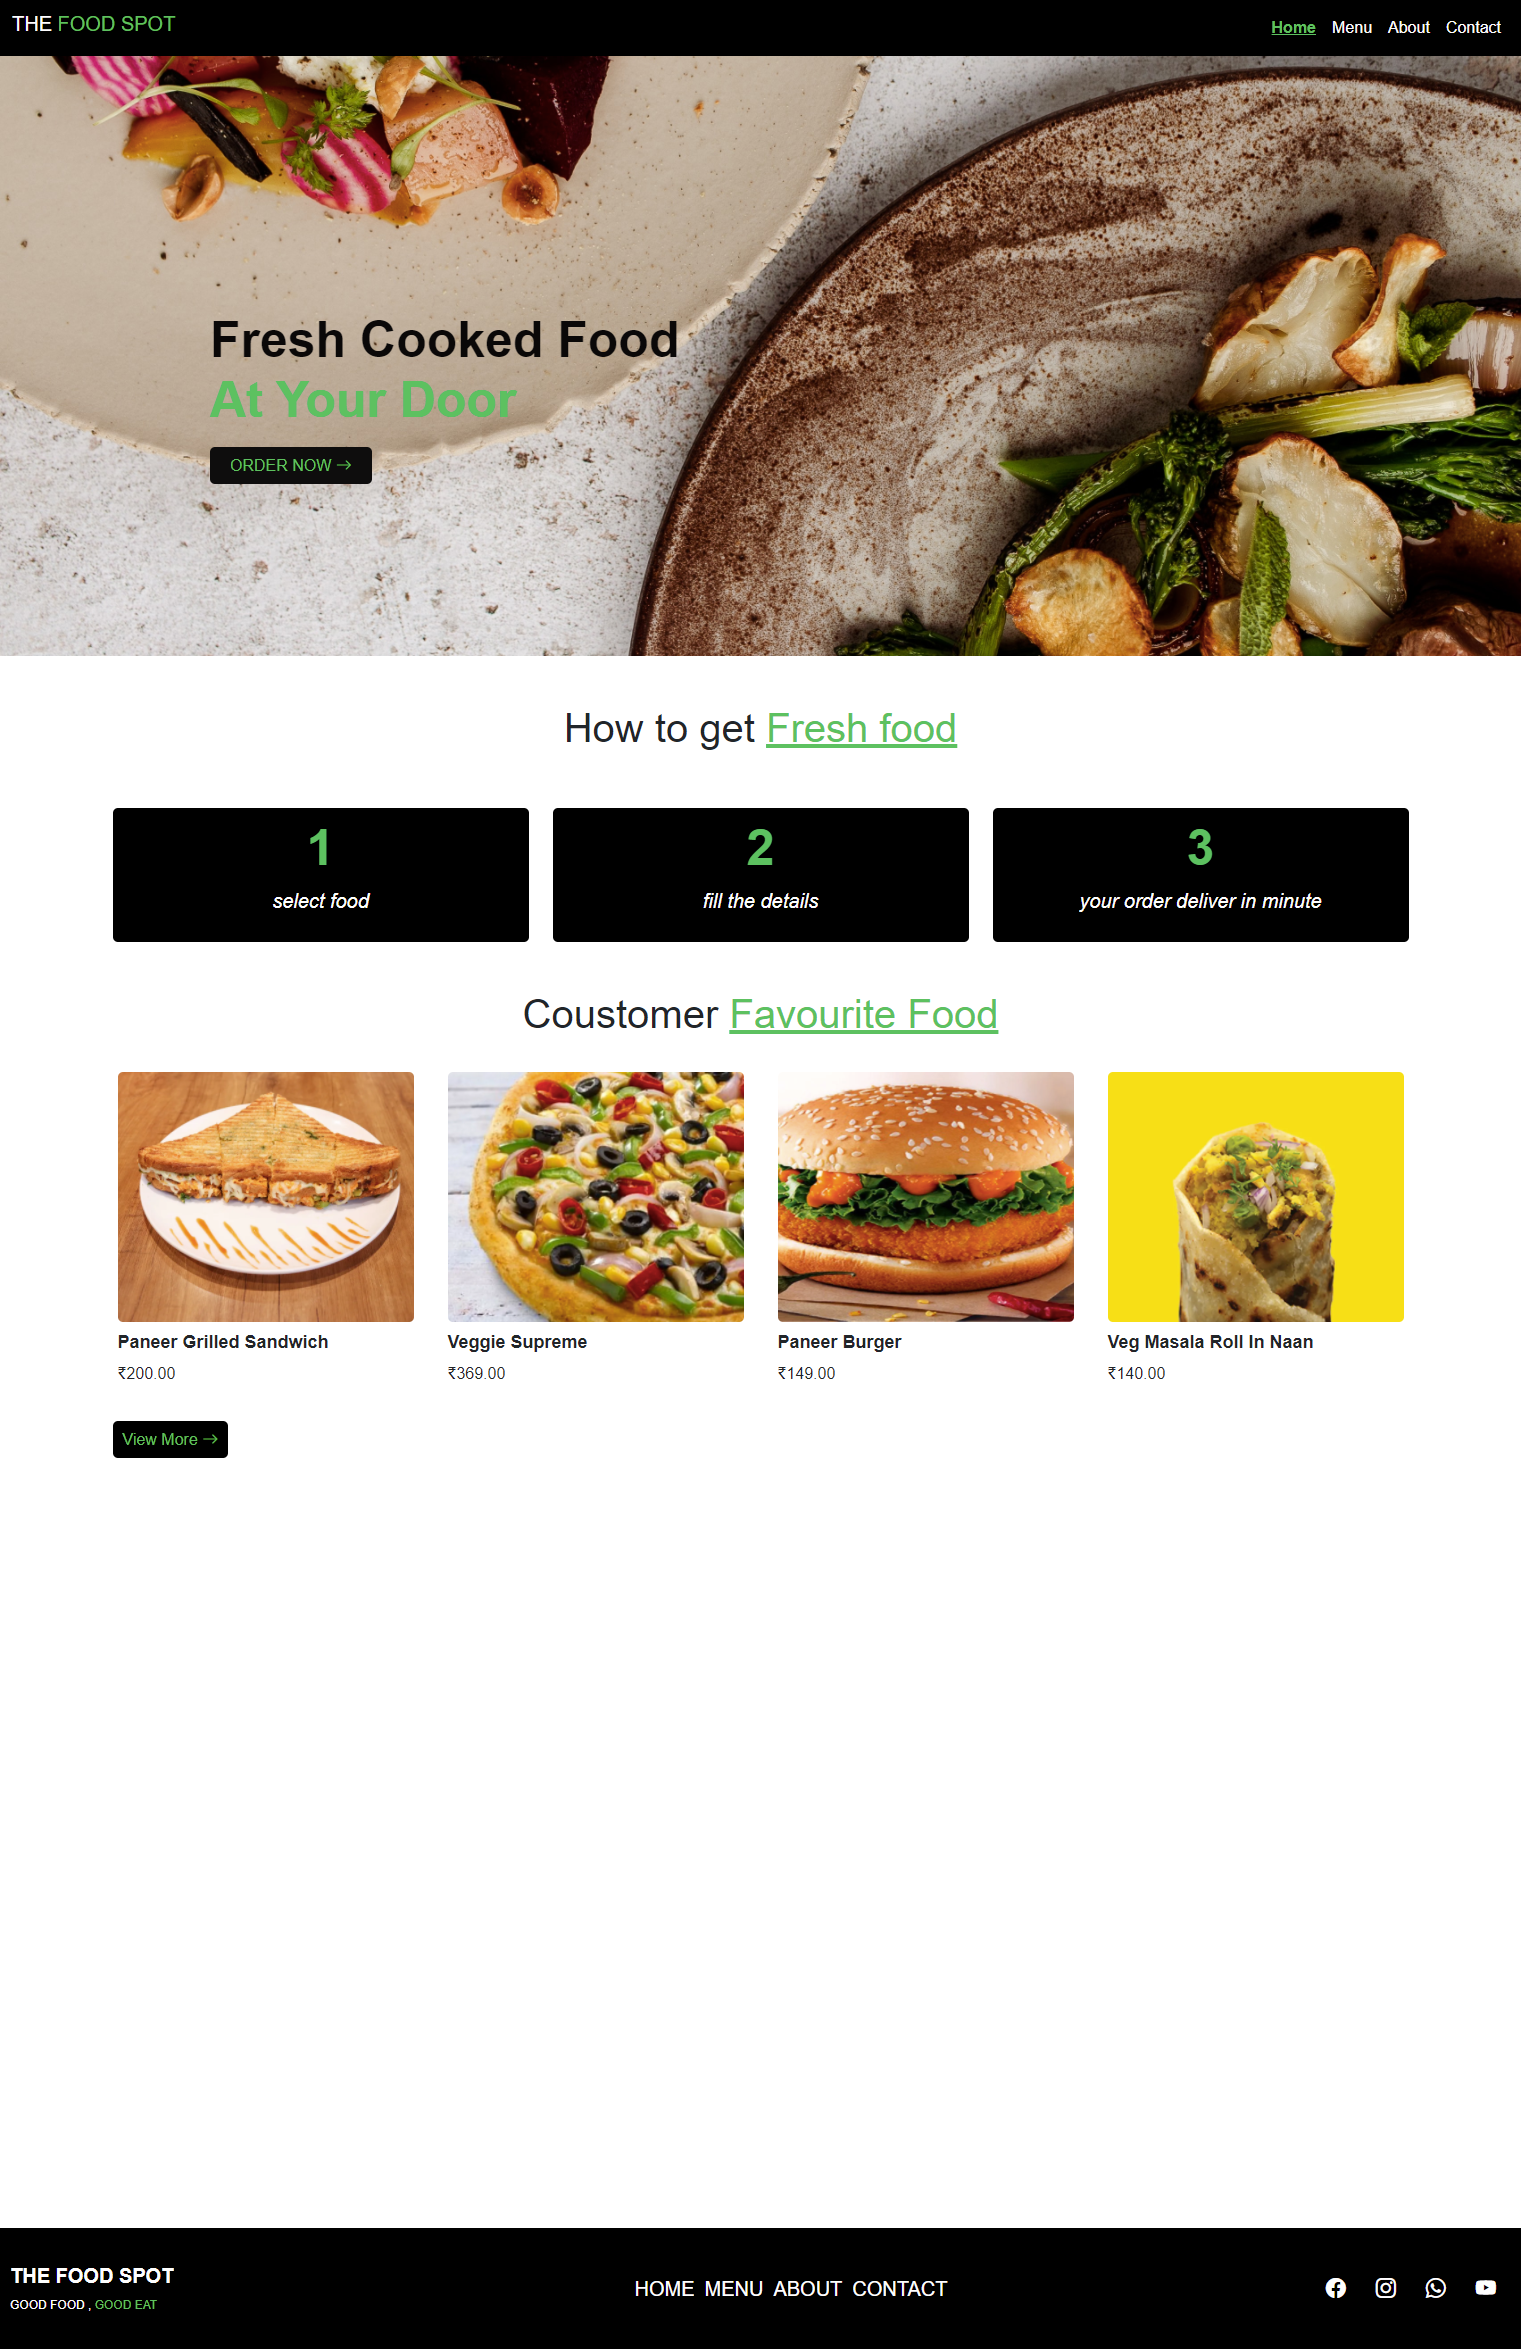 THE FOOD SPOT
Home Menu About Contact
Fresh Cooked Food
At Your Door
ORDER NOW →
How to get Fresh food
1
select food
2
fill the details
3
your order deliver in minute
Coustomer Favourite Food
Paneer Grilled Sandwich
₹200.00
Veggie Supreme
₹369.00
Paneer Burger
₹149.00
Veg Masala Roll In Naan
₹140.00
View More →
THE FOOD SPOT
GOOD FOOD , GOOD EAT
HOME MENU ABOUT CONTACT